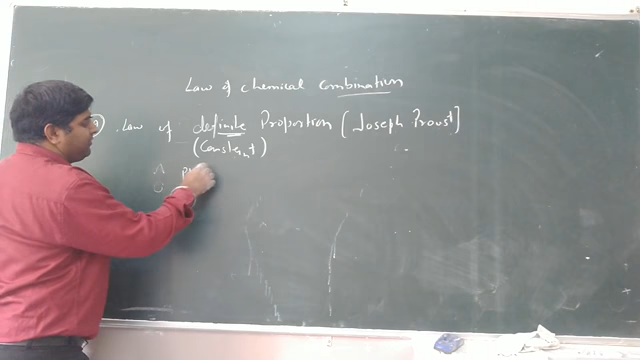 Law of chemical combination
Law of definite Proportion [Joseph Proust]
(Constant)